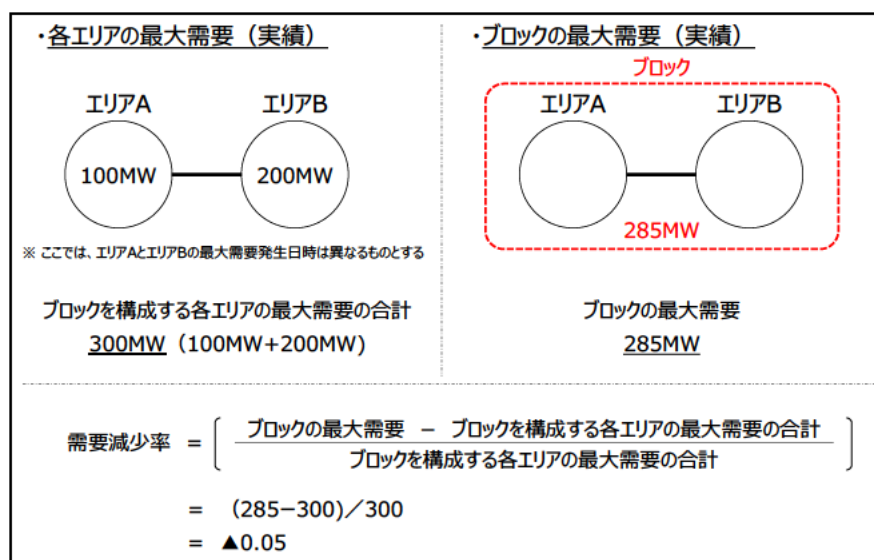 ・各エリアの最大需要（実績）
エリアA エリアB
100MW 200MW
※ ここでは、エリアAとエリアBの最大需要発生日時は異なるものとする
ブロックを構成する各エリアの最大需要の合計
300MW（100MW+200MW）
・ブロックの最大需要（実績）
ブロック
エリアA エリアB
285MW
ブロックの最大需要
285MW
ブロックの最大需要 － ブロックを構成する各エリアの最大需要の合計
需要減少率 ＝
ブロックを構成する各エリアの最大需要の合計
＝ (285−300)／300
＝ ▲0.05